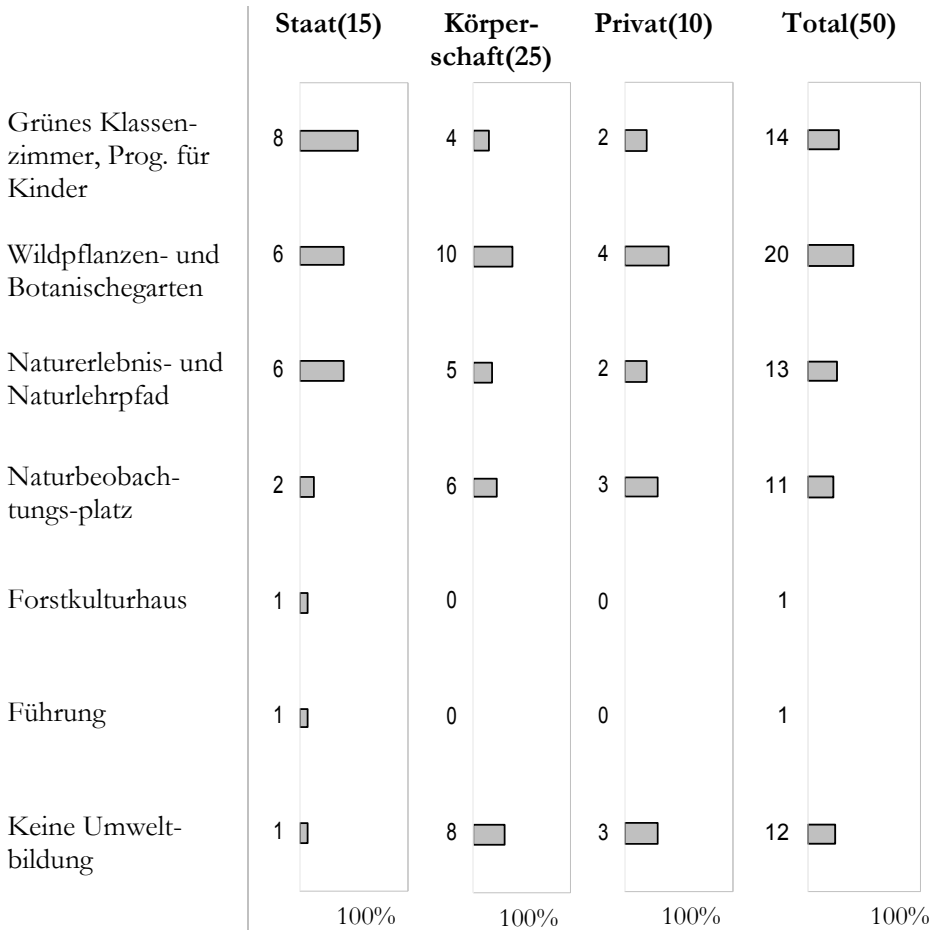 Staat(15) Körper- Privat(10) Total(50)
schaft(25)
Grünes Klassen-
zimmer, Prog. für
Kinder
8 4 2 14
Wildpflanzen- und
Botanischegarten
6 10 4 20
Naturerlebnis- und
Naturlehrpfad
6 5 2 13
Naturbeobach-
tungs-platz
2 6 3 11
Forstkulturhaus 1 0 0 1
Führung 1 0 0 1
Keine Umwelt-
bildung
1 8 3 12
100% 100% 100% 100%